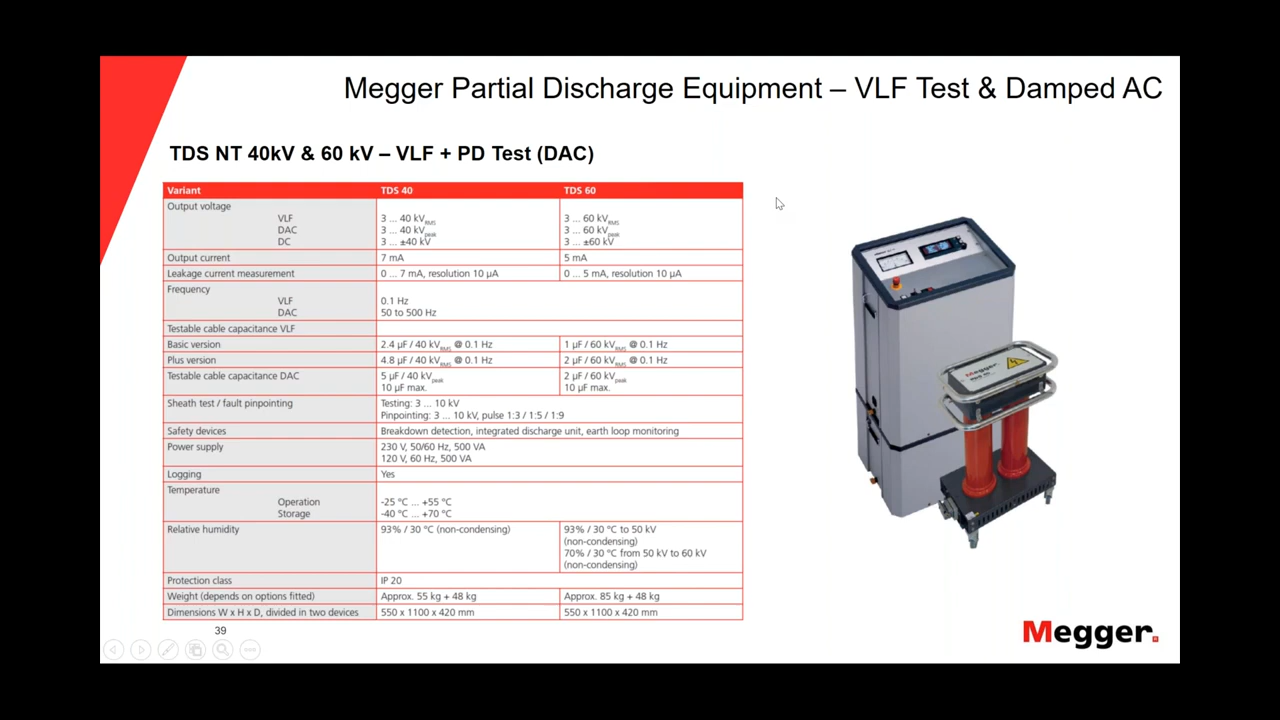 Megger Partial Discharge Equipment – VLF Test & Damped AC
TDS NT 40kV & 60 kV – VLF + PD Test (DAC)
Variant TDS 40 TDS 60
Output voltage
VLF 3 ... 40 kVRMS 3 ... 60 kVRMS
DAC 3 ... 40 kVpeak 3 ... 60 kVpeak
DC 3 ... ±40 kV 3 ... ±60 kV
Output current 7 mA 5 mA
Leakage current measurement 0 ... 7 mA, resolution 10 µA 0 ... 5 mA, resolution 10 µA
Frequency
VLF 0.1 Hz
DAC 50 to 500 Hz
Testable cable capacitance VLF
Basic version 2.4 µF / 40 kVRMS @ 0.1 Hz 1 µF / 60 kVRMS @ 0.1 Hz
Plus version 4.8 µF / 40 kVRMS @ 0.1 Hz 2 µF / 60 kVRMS @ 0.1 Hz
Testable cable capacitance DAC 5 µF / 40 kVpeak 2 µF / 60 kVpeak
10 µF max. 10 µF max.
Sheath test / fault pinpointing Testing: 3 ... 10 kV
Pinpointing: 3 ... 10 kV, pulse 1:3 / 1:5 / 1:9
Safety devices Breakdown detection, integrated discharge unit, earth loop monitoring
Power supply 230 V, 50/60 Hz, 500 VA
120 V, 60 Hz, 500 VA
Logging Yes
Temperature
Operation -25 °C ... +55 °C
Storage -40 °C ... +70 °C
Relative humidity 93% / 30 °C (non-condensing) 93% / 30 °C to 50 kV
(non-condensing)
70% / 30 °C from 50 kV to 60 kV
(non-condensing)
Protection class IP 20
Weight (depends on options fitted) Approx. 55 kg + 48 kg Approx. 85 kg + 48 kg
Dimensions W x H x D, divided in two devices 550 x 1100 x 420 mm 550 x 1100 x 420 mm
Megger
39
Megger.